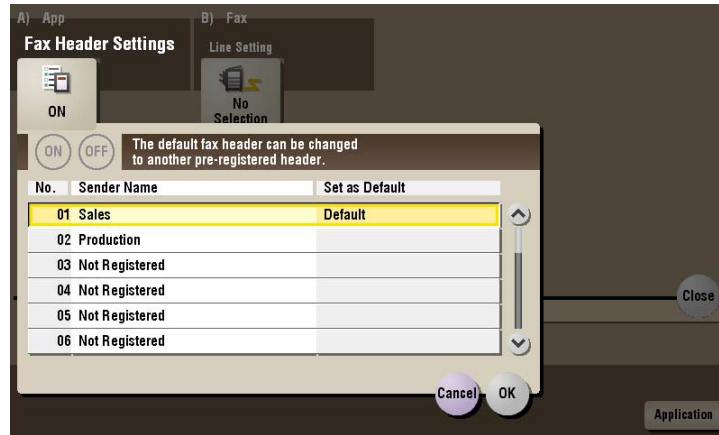 A) App
B) Fax
Fax Header Settings
Line Setting
ON
No
Selection
ON OFF
The default fax header can be changed
to another pre-registered header.
No. Sender Name Set as Default
01 Sales Default
02 Production
03 Not Registered
04 Not Registered
05 Not Registered
06 Not Registered
Close
Cancel OK
Application